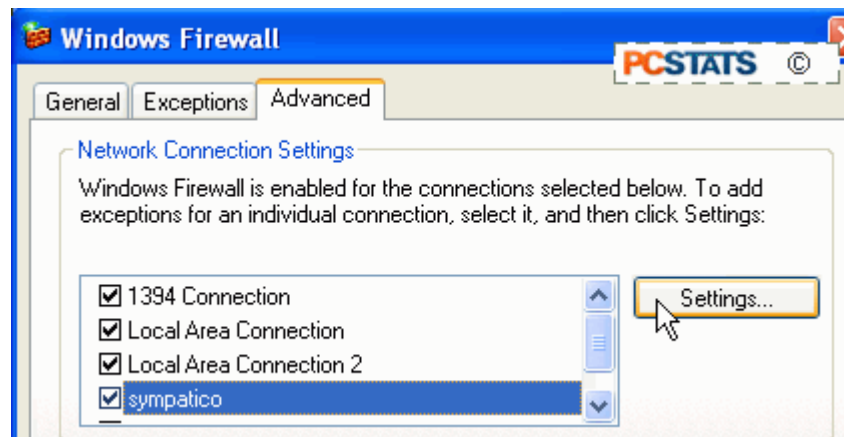 Windows Firewall
PCSTATS ©
General Exceptions Advanced
Network Connection Settings
Windows Firewall is enabled for the connections selected below. To add
exceptions for an individual connection, select it, and then click Settings:
1394 Connection
Local Area Connection
Local Area Connection 2
sympatico
Settings...